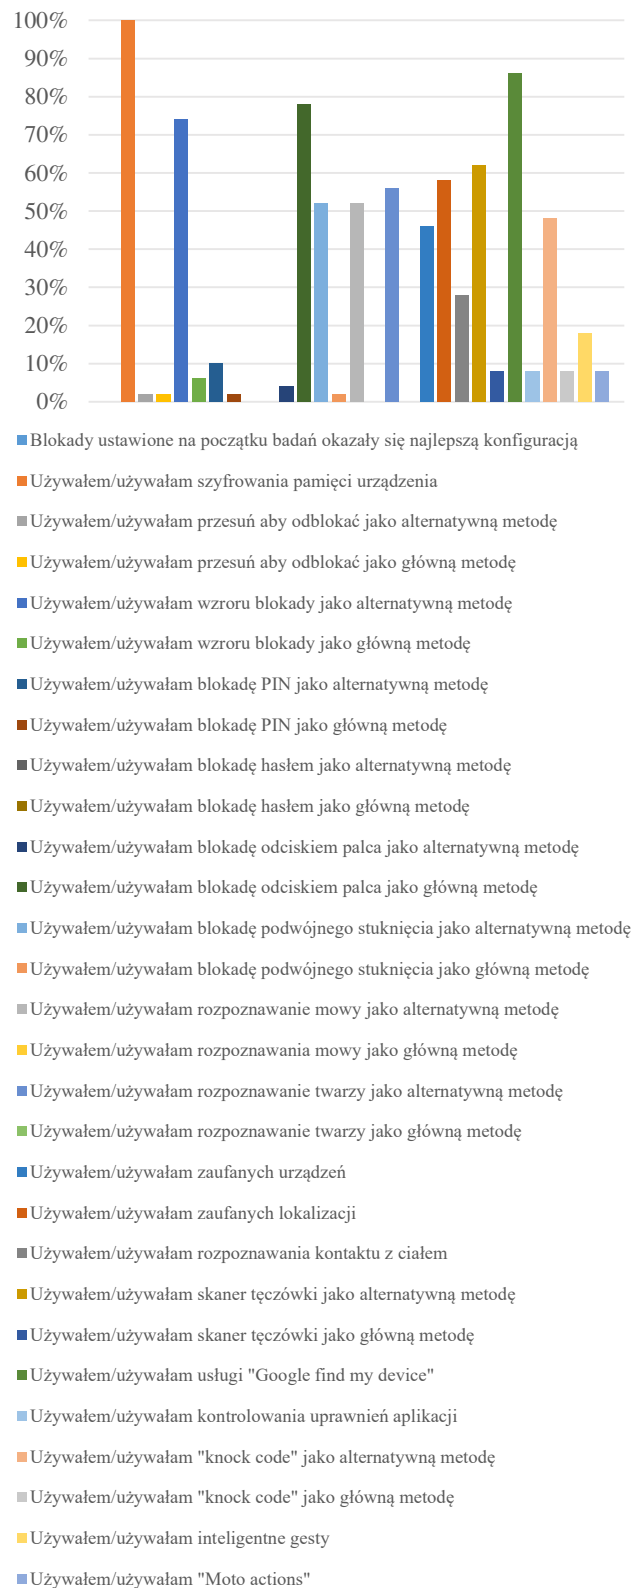 100%
90%
80%
70%
60%
50%
40%
30%
20%
10%
0%
Blokady ustawione na początku badań okazały się najlepszą konfiguracją
Używałem/używałam szyfrowania pamięci urządzenia
Używałem/używałam przesuń aby odblokać jako alternatywną metodę
Używałem/używałam przesuń aby odblokać jako główną metodę
Używałem/używałam wzroru blokady jako alternatywną metodę
Używałem/używałam wzroru blokady jako główną metodę
Używałem/używałam blokadę PIN jako alternatywną metodę
Używałem/używałam blokadę PIN jako główną metodę
Używałem/używałam blokadę hasłem jako alternatywną metodę
Używałem/używałam blokadę hasłem jako główną metodę
Używałem/używałam blokadę odciskiem palca jako alternatywną metodę
Używałem/używałam blokadę odciskiem palca jako główną metodę
Używałem/używałam blokadę podwójnego stuknięcia jako alternatywną metodę
Używałem/używałam blokadę podwójnego stuknięcia jako główną metodę
Używałem/używałam rozpoznawanie mowy jako alternatywną metodę
Używałem/używałam rozpoznawania mowy jako główną metodę
Używałem/używałam rozpoznawanie twarzy jako alternatywną metodę
Używałem/używałam rozpoznawanie twarzy jako główną metodę
Używałem/używałam zaufanych urządzeń
Używałem/używałam zaufanych lokalizacji
Używałem/używałam rozpoznawania kontaktu z ciałem
Używałem/używałam skaner tęczówki jako alternatywną metodę
Używałem/używałam skaner tęczówki jako główną metodę
Używałem/używałam usługi "Google find my device"
Używałem/używałam kontrolowania uprawnień aplikacji
Używałem/używałam "knock code" jako alternatywną metodę
Używałem/używałam "knock code" jako główną metodę
Używałem/używałam inteligentne gesty
Używałem/używałam "Moto actions"